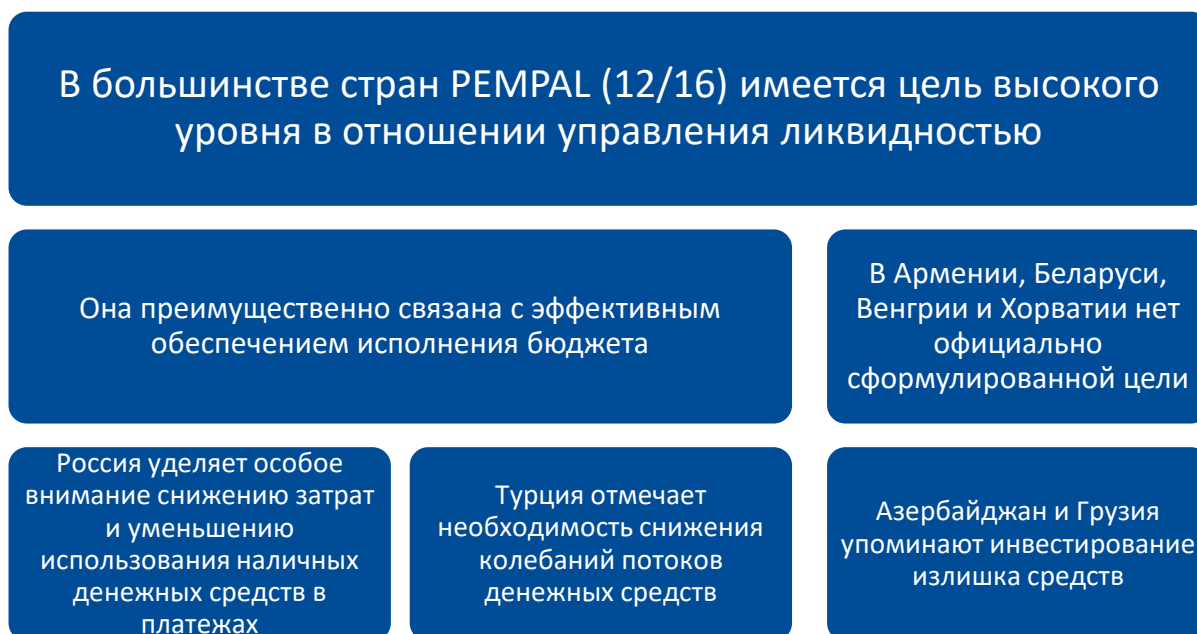 В большинстве стран PEMPAL (12/16) имеется цель высокого
уровня в отношении управления ликвидностью
Она преимущественно связана с эффективным
обеспечением исполнения бюджета
В Армении, Беларуси,
Венгрии и Хорватии нет
официально
сформулированной цели
Россия уделяет особое
внимание снижению затрат
и уменьшению
использования наличных
денежных средств в
платежах
Турция отмечает
необходимость снижения
колебаний потоков
денежных средств
Азербайджан и Грузия
упоминают инвестирование
излишка средств